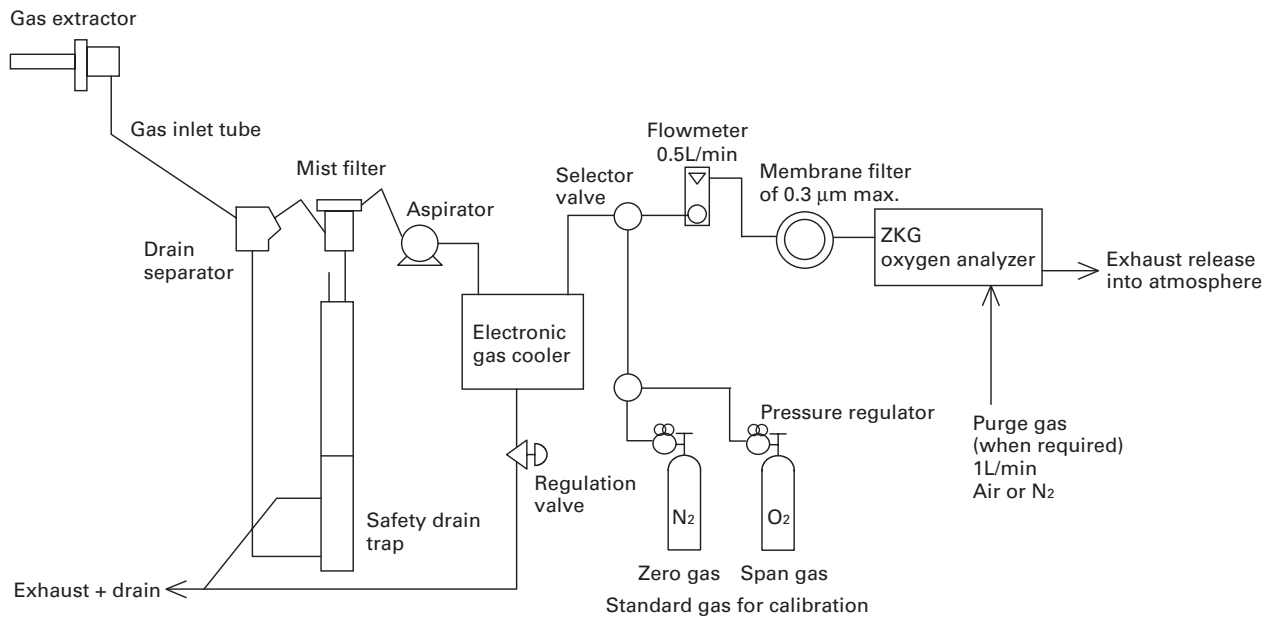 Gas extractor
Gas inlet tube
Mist filter
Drain
separator
Aspirator
Electronic
gas cooler
Selector
valve
Flowmeter
0.5L/min
Membrane filter
of 0.3 μm max.
ZKG
oxygen analyzer
Exhaust release
into atmosphere
Purge gas
(when required)
1L/min
Air or N2
Pressure regulator
Regulation
valve
Safety drain
trap
N2
O2
Zero gas
Span gas
Standard gas for calibration
Exhaust + drain